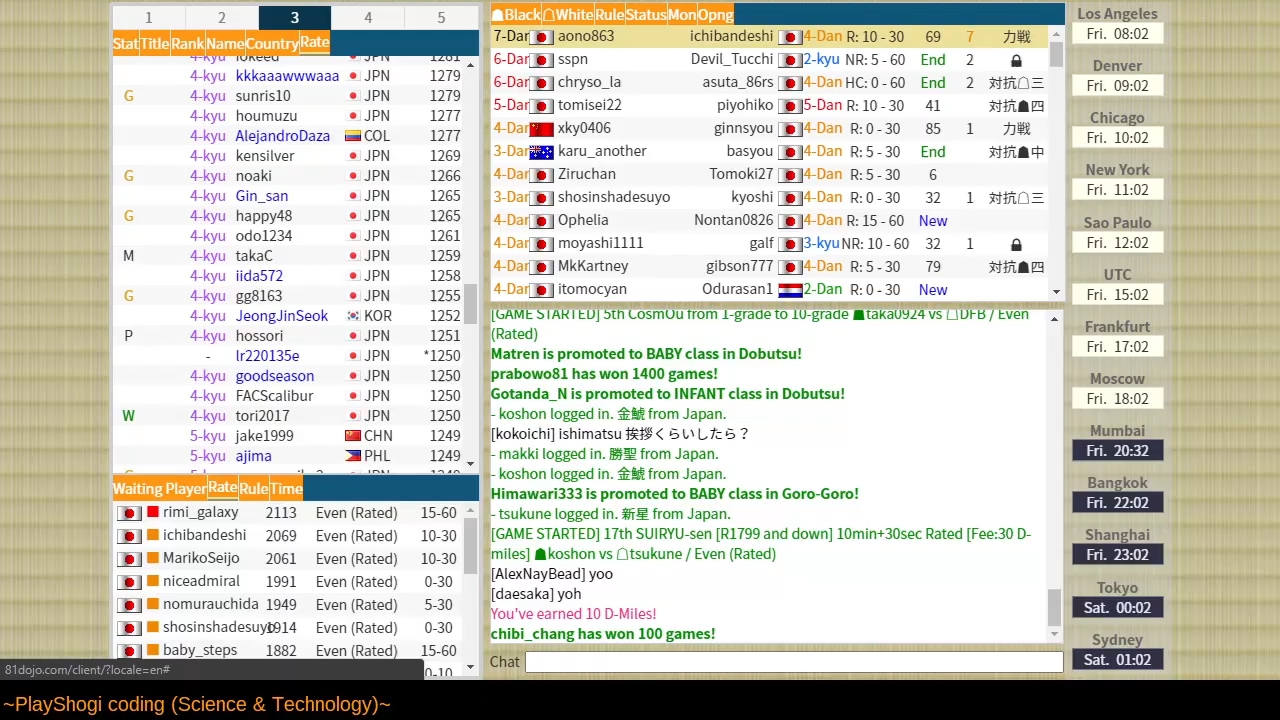 1 2 3 4 5
Stat Title Rank Name Country Rate
4-kyu fokeed JPN 1281
4-kyu kkkaaawwwaaa JPN 1279
G 4-kyu sunris10 JPN 1279
4-kyu houmuzu JPN 1277
4-kyu AlejandroDaza COL 1277
4-kyu kensilver JPN 1269
G 4-kyu noaki JPN 1266
4-kyu Gin_san JPN 1265
G 4-kyu happy48 JPN 1265
4-kyu odo1234 JPN 1261
M 4-kyu takaC JPN 1259
4-kyu iida572 JPN 1258
G 4-kyu gg8163 JPN 1255
4-kyu JeongJinSeok KOR 1252
P 4-kyu hossori JPN 1251
- lr220135e JPN *1250
4-kyu goodseason JPN 1250
4-kyu FACScalibur JPN 1250
W 4-kyu tori2017 JPN 1250
5-kyu jake1999 CHN 1249
5-kyu ajima PHL 1249
Waiting Player Rate Rule Time
rimi_galaxy 2113 Even (Rated) 15-60
ichibandeshi 2069 Even (Rated) 10-30
MarikoSeijo 2061 Even (Rated) 10-30
niceadmiral 1991 Even (Rated) 0-30
nomurauchida 1949 Even (Rated) 5-30
shosinshadesuyo 1914 Even (Rated) 0-30
baby_steps 1882 Even (Rated) 15-60
0-10
81dojo.com/client/?locale=en#
☗Black ☖White Rule Status Mon Opng
7-Dan aono863 ichibandeshi 4-Dan R: 10 - 30 69 7 力戦
6-Dan sspn Devil_Tucchi 2-kyu NR: 5 - 60 End 2
6-Dan chryso_la asuta_86rs 4-Dan HC: 0 - 60 End 2 対抗☖三
5-Dan tomisei22 piyohiko 5-Dan R: 10 - 30 41 対抗☗四
4-Dan xky0406 ginnsyou 4-Dan R: 0 - 30 85 1 力戦
3-Dan karu_another basyou 4-Dan R: 5 - 30 End 対抗☗中
4-Dan Ziruchan Tomoki27 4-Dan R: 5 - 30 6
3-Dan shosinshadesuyo kyoshi 4-Dan R: 0 - 30 32 1 対抗☖三
4-Dan Ophelia Nontan0826 4-Dan R: 15 - 60 New
4-Dan moyashi1111 galf 3-kyu NR: 10 - 60 32 1
4-Dan MkKartney gibson777 4-Dan R: 5 - 30 79 対抗☗四
4-Dan itomocyan Odurasan1 2-Dan R: 0 - 30 New
[GAME STARTED] 5th CosmOu from 1-grade to 10-grade ☗taka0924 vs ☖DFB / Even
(Rated)
Matren is promoted to BABY class in Dobutsu!
prabowo81 has won 1400 games!
Gotanda_N is promoted to INFANT class in Dobutsu!
- koshon logged in. 金鯱 from Japan.
[kokoichi] ishimatsu 挨拶くらいしたら？
- makki logged in. 勝聖 from Japan.
- koshon logged in. 金鯱 from Japan.
Himawari333 is promoted to BABY class in Goro-Goro!
- tsukune logged in. 新星 from Japan.
[GAME STARTED] 17th SUIRYU-sen [R1799 and down] 10min+30sec Rated [Fee:30 D-
miles] ☗koshon vs ☖tsukune / Even (Rated)
[AlexNayBead] yoo
[daesaka] yoh
You've earned 10 D-Miles!
chibi_chang has won 100 games!
Chat
Los Angeles
Fri. 08:02
Denver
Fri. 09:02
Chicago
Fri. 10:02
New York
Fri. 11:02
Sao Paulo
Fri. 12:02
UTC
Fri. 15:02
Frankfurt
Fri. 17:02
Moscow
Fri. 18:02
Mumbai
Fri. 20:32
Bangkok
Fri. 22:02
Shanghai
Fri. 23:02
Tokyo
Sat. 00:02
Sydney
Sat. 01:02
~PlayShogi coding (Science & Technology)~